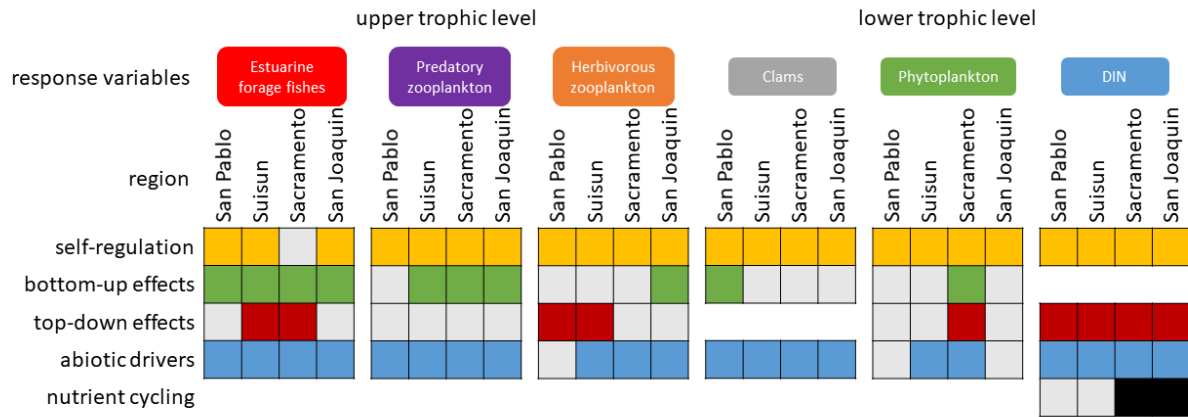 upper trophic level
lower trophic level
response variables
Estuarine
forage fishes
Predatory
zooplankton
Herbivorous
zooplankton
Clams
Phytoplankton
DIN
region
San Pablo
Suisun
Sacramento
San Joaquin
San Pablo
Suisun
Sacramento
San Joaquin
San Pablo
Suisun
Sacramento
San Joaquin
San Pablo
Suisun
Sacramento
San Joaquin
San Pablo
Suisun
Sacramento
San Joaquin
San Pablo
Suisun
Sacramento
San Joaquin
self-regulation
bottom-up effects
top-down effects
abiotic drivers
nutrient cycling